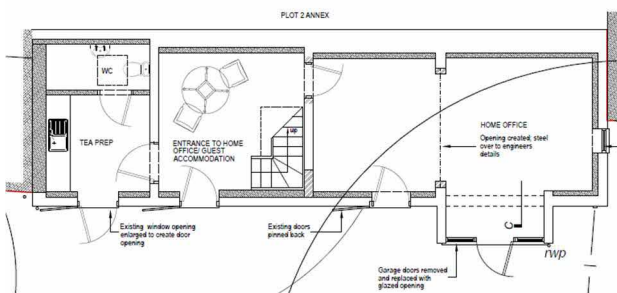 PLOT 2 ANNEX
WC
TEA PREP
ENTRANCE TO HOME
OFFICE/ GUEST
ACCOMMODATION
up
HOME OFFICE
Opening created, steel
over to engineers
details
Existing window opening
enlarged to create door
opening
Existing doors
pinned back
Garage doors removed
and replaced with
glazed opening
rwp